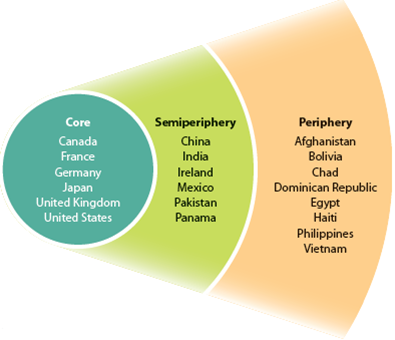 Core
Canada
France
Germany
Japan
United Kingdom
United States
Semiperiphery
China
India
Ireland
Mexico
Pakistan
Panama
Periphery
Afghanistan
Bolivia
Chad
Dominican Republic
Egypt
Haiti
Philippines
Vietnam